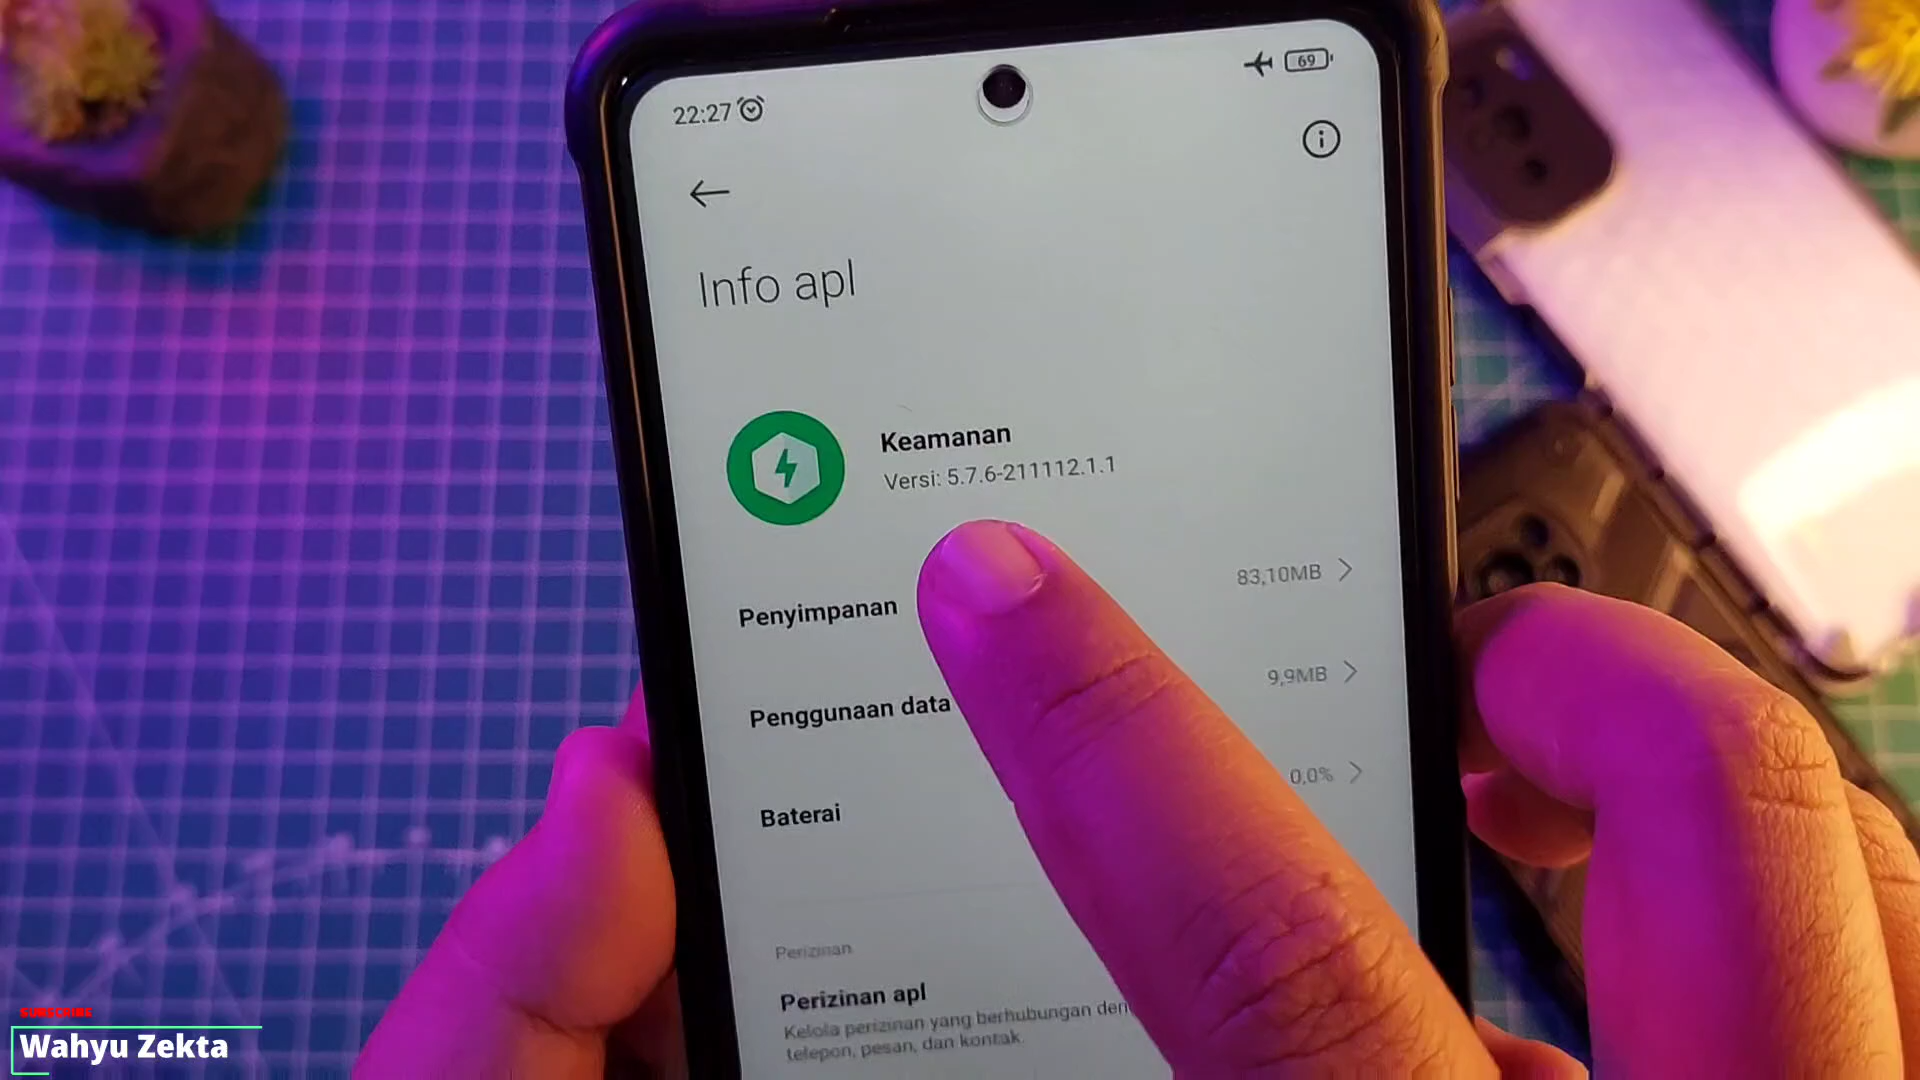 22:27
69
Info apl
Keamanan
Versi: 5.7.6-211112.1.1
Penyimpanan
83,10MB
Penggunaan data
9,9MB
Baterai
0,0%
Perizinan
Perizinan apl
Kelola perizinan yang berhubungan den
telepon, pesan, dan kontak.
SUBSCRIBE
Wahyu Zekta